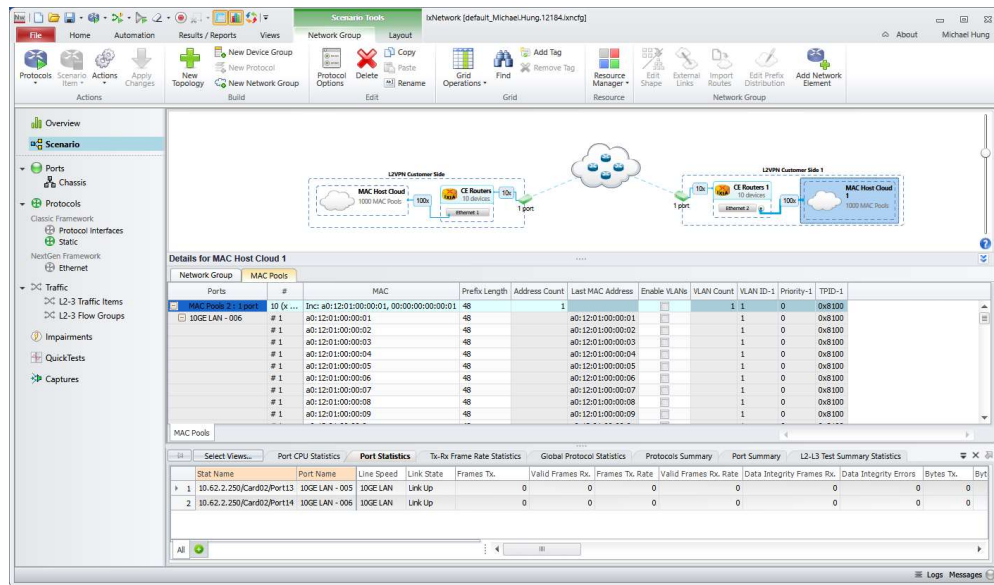 Scenario Tools IxNetwork [default_Michael.Hung.12184.ixncfg]
File Home Automation Results / Reports Views Network Group Layout About Michael Hung
Protocols Scenario Item Actions Apply Changes
Actions
New Topology New Device Group
New Protocol
New Network Group
Build
Protocol Options Delete Copy
Paste
Rename
Edit
Grid Operations Find Add Tag
Remove Tag
Grid
Resource Manager
Resource
Edit Shape External Links Import Routes Edit Prefix Distribution Add Network Element
Network Group
Overview
Scenario
Ports
Chassis
Protocols
Classic Framework
Protocol Interfaces
Static
NextGen Framework
Ethernet
Traffic
L2-3 Traffic Items
L2-3 Flow Groups
Impairments
QuickTests
Captures
L2VPN Customer Side
MAC Host Cloud
1000 MAC Pools
100x
CE Routers
10 devices
Ethernet 1
10x
1 port
L2VPN Customer Side 1
1 port
10x
CE Routers 1
10 devices
Ethernet 2
100x
MAC Host Cloud 1
1000 MAC Pools
Details for MAC Host Cloud 1
Network Group MAC Pools
Ports # MAC Prefix Length Address Count Last MAC Address Enable VLANs VLAN Count VLAN ID-1 Priority-1 TPID-1
MAC Pools 2 : 1 port 10 (x ... Inc: a0:12:01:00:00:01, 00:00:00:00:00:01 48 1 1 1 0 0x8100
10GE LAN - 006 # 1 a0:12:01:00:00:01 48 a0:12:01:00:00:01 1 0 0x8100
# 1 a0:12:01:00:00:02 48 a0:12:01:00:00:02 1 0 0x8100
# 1 a0:12:01:00:00:03 48 a0:12:01:00:00:03 1 0 0x8100
# 1 a0:12:01:00:00:04 48 a0:12:01:00:00:04 1 0 0x8100
# 1 a0:12:01:00:00:05 48 a0:12:01:00:00:05 1 0 0x8100
# 1 a0:12:01:00:00:06 48 a0:12:01:00:00:06 1 0 0x8100
# 1 a0:12:01:00:00:07 48 a0:12:01:00:00:07 1 0 0x8100
# 1 a0:12:01:00:00:08 48 a0:12:01:00:00:08 1 0 0x8100
# 1 a0:12:01:00:00:09 48 a0:12:01:00:00:09 1 0 0x8100
MAC Pools
Select Views... Port CPU Statistics Port Statistics Tx-Rx Frame Rate Statistics Global Protocol Statistics Protocols Summary Port Summary L2-L3 Test Summary Statistics
Stat Name Port Name Line Speed Link State Frames Tx. Valid Frames Rx. Frames Tx. Rate Valid Frames Rx. Rate Data Integrity Frames Rx. Data Integrity Errors Bytes Tx. Byt
1 10.62.2.250/Card02/Port13 10GE LAN - 005 10GE LAN Link Up 0 0 0 0 0 0 0
2 10.62.2.250/Card02/Port14 10GE LAN - 006 10GE LAN Link Up 0 0 0 0 0 0 0
All
Logs Messages